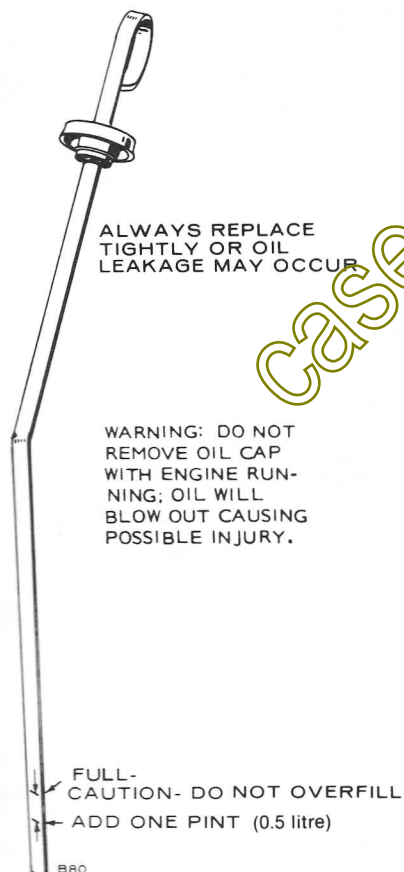 ALWAYS REPLACE
TIGHTLY OR OIL
LEAKAGE MAY OCCUR
case
WARNING: DO NOT
REMOVE OIL CAP
WITH ENGINE RUN-
NING; OIL WILL
BLOW OUT CAUSING
POSSIBLE INJURY.
FULL-
CAUTION- DO NOT OVERFILL
ADD ONE PINT (0.5 litre)
B80